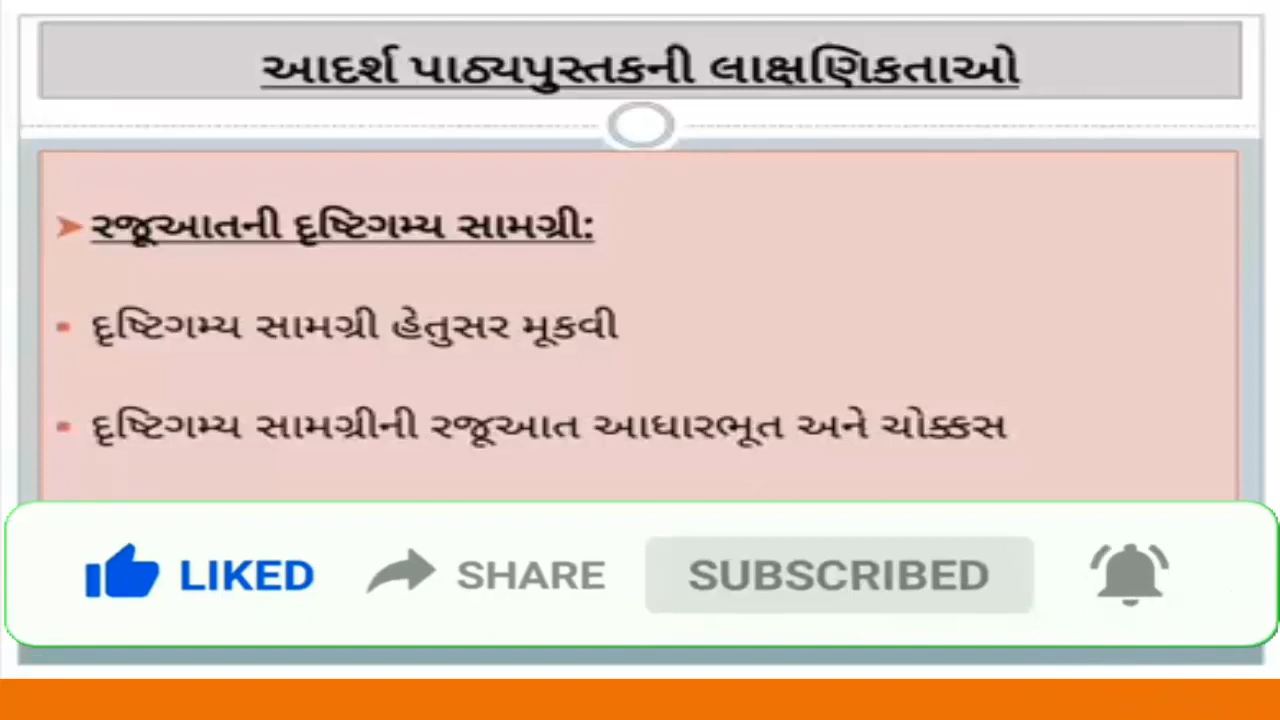 આદર્શ પાઠ્યપુસ્તકની લાક્ષણિકતાઓ
રજૂઆતની દૃષ્ટિગમ્ય સામગ્રી:
દૃષ્ટિગમ્ય સામગ્રી હેતુસર મૂકવી
દૃષ્ટિગમ્ય સામગ્રીની રજૂઆત આધારભૂત અને ચોક્કસ
LIKED SHARE SUBSCRIBED